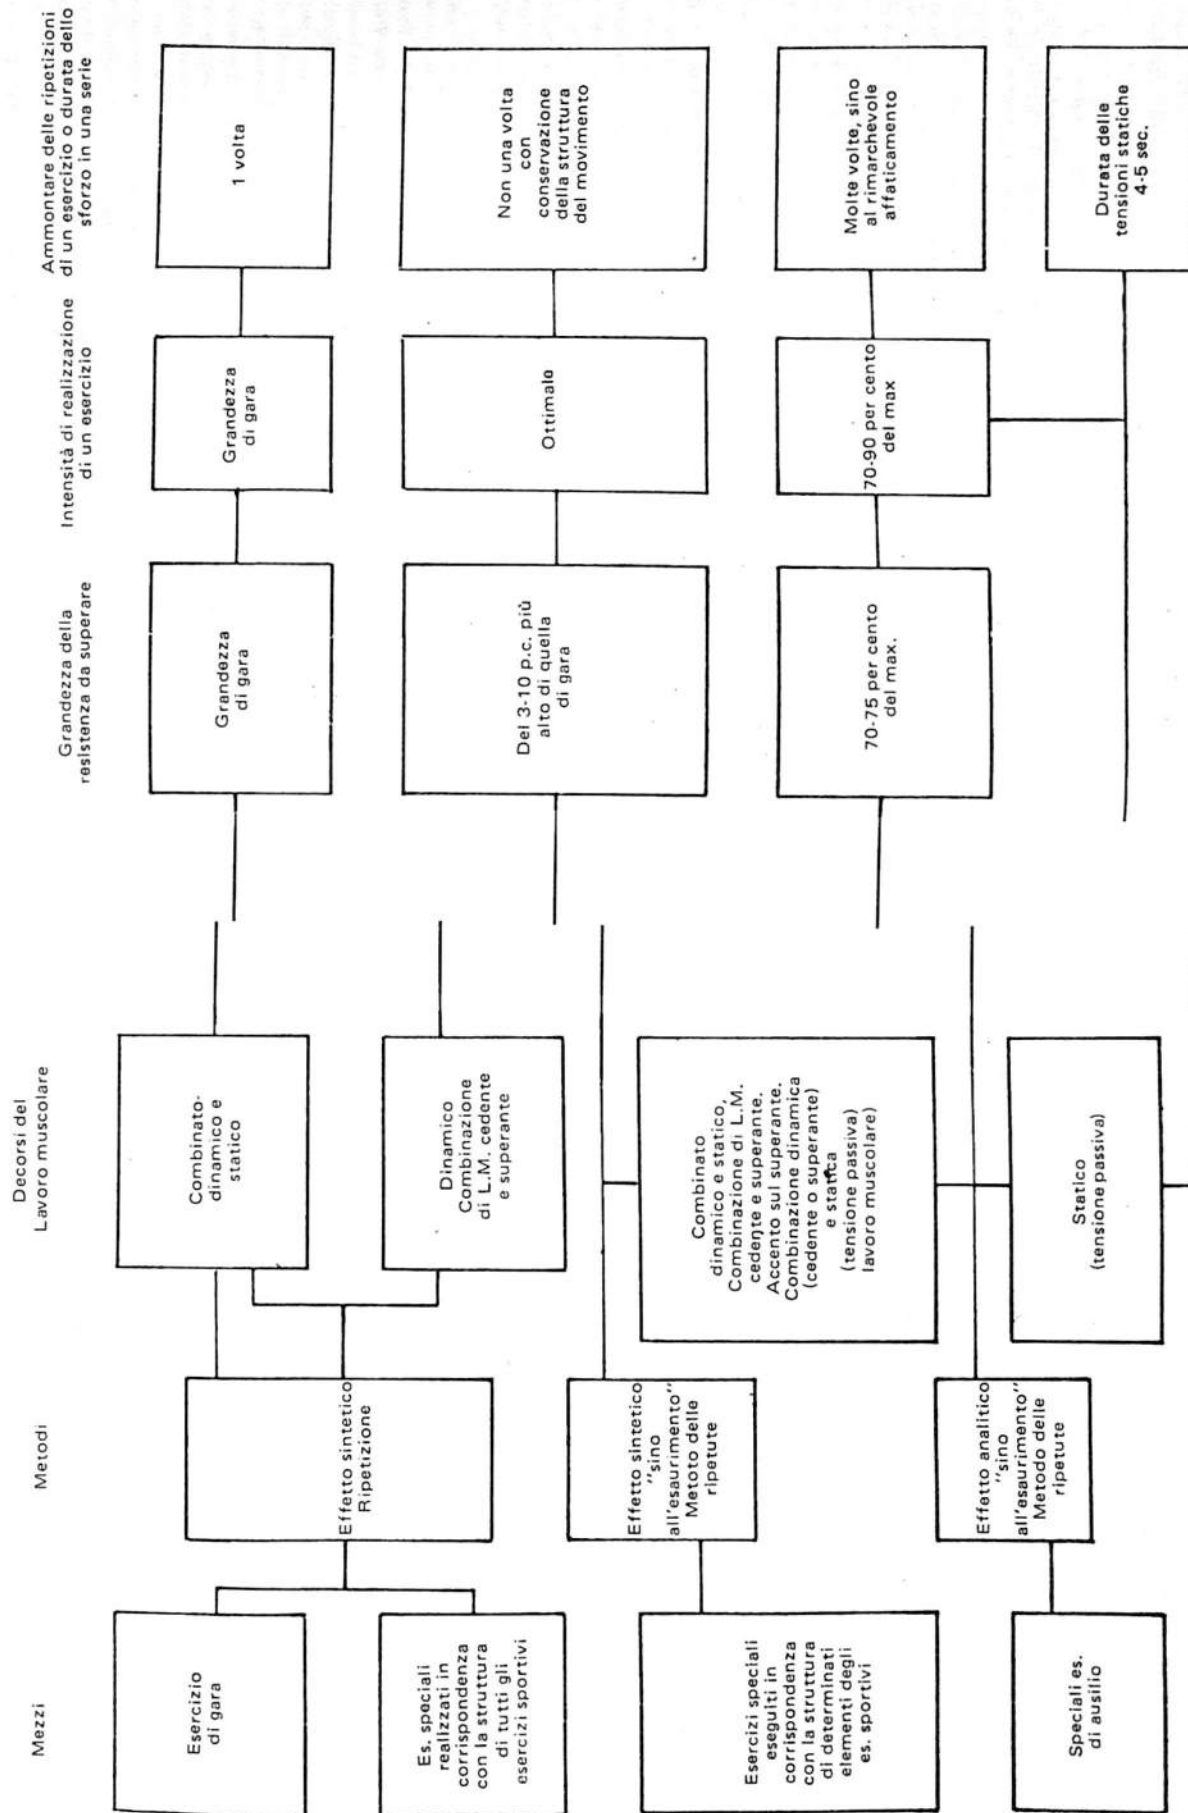 Mezzi
Metodi
Decorsi del
Lavoro muscolare
Grandezza della
resistenza da superare
Intensità di realizzazione
di un esercizio
Ammontare delle ripetizioni
di un esercizio o durata dello
sforzo in una serie
Esercizio
di gara
Effetto sintetico
Ripetizione
Combinato-
dinamico e
statico
Grandezza
di gara
Grandezza
di gara
1 volta
Es. speciali
realizzati in
corrispondenza
con la struttura
di tutti gli
esercizi sportivi
Dinamico
Combinazione
di L.M. cedente
e superante
Del 3-10 p.c. più
alto di quella
di gara
Ottimale
Non una volta
con
conservazione
della struttura
del movimento
Esercizi speciali
eseguiti in
corrispondenza
con la struttura
di determinati
elementi degli
es. sportivi
Effetto sintetico
"sino
all'esaurimento"
Metoto delle
ripetute
Combinato
dinamico e statico,
Combinazione di L.M.
cedente e superante.
Accento sul superante.
Combinazione dinamica
(cedente o superante)
e statica
(tensione passiva)
lavoro muscolare)
70-75 per cento
del max.
70-90 per cento
del max
Molte volte, sino
al rimarchevole
affaticamento
Speciali es.
di ausilio
Effetto analitico
"sino
all'esaurimento"
Metodo delle
ripetute
Statico
(tensione passiva)
Durata delle
tensioni statiche
4-5 sec.